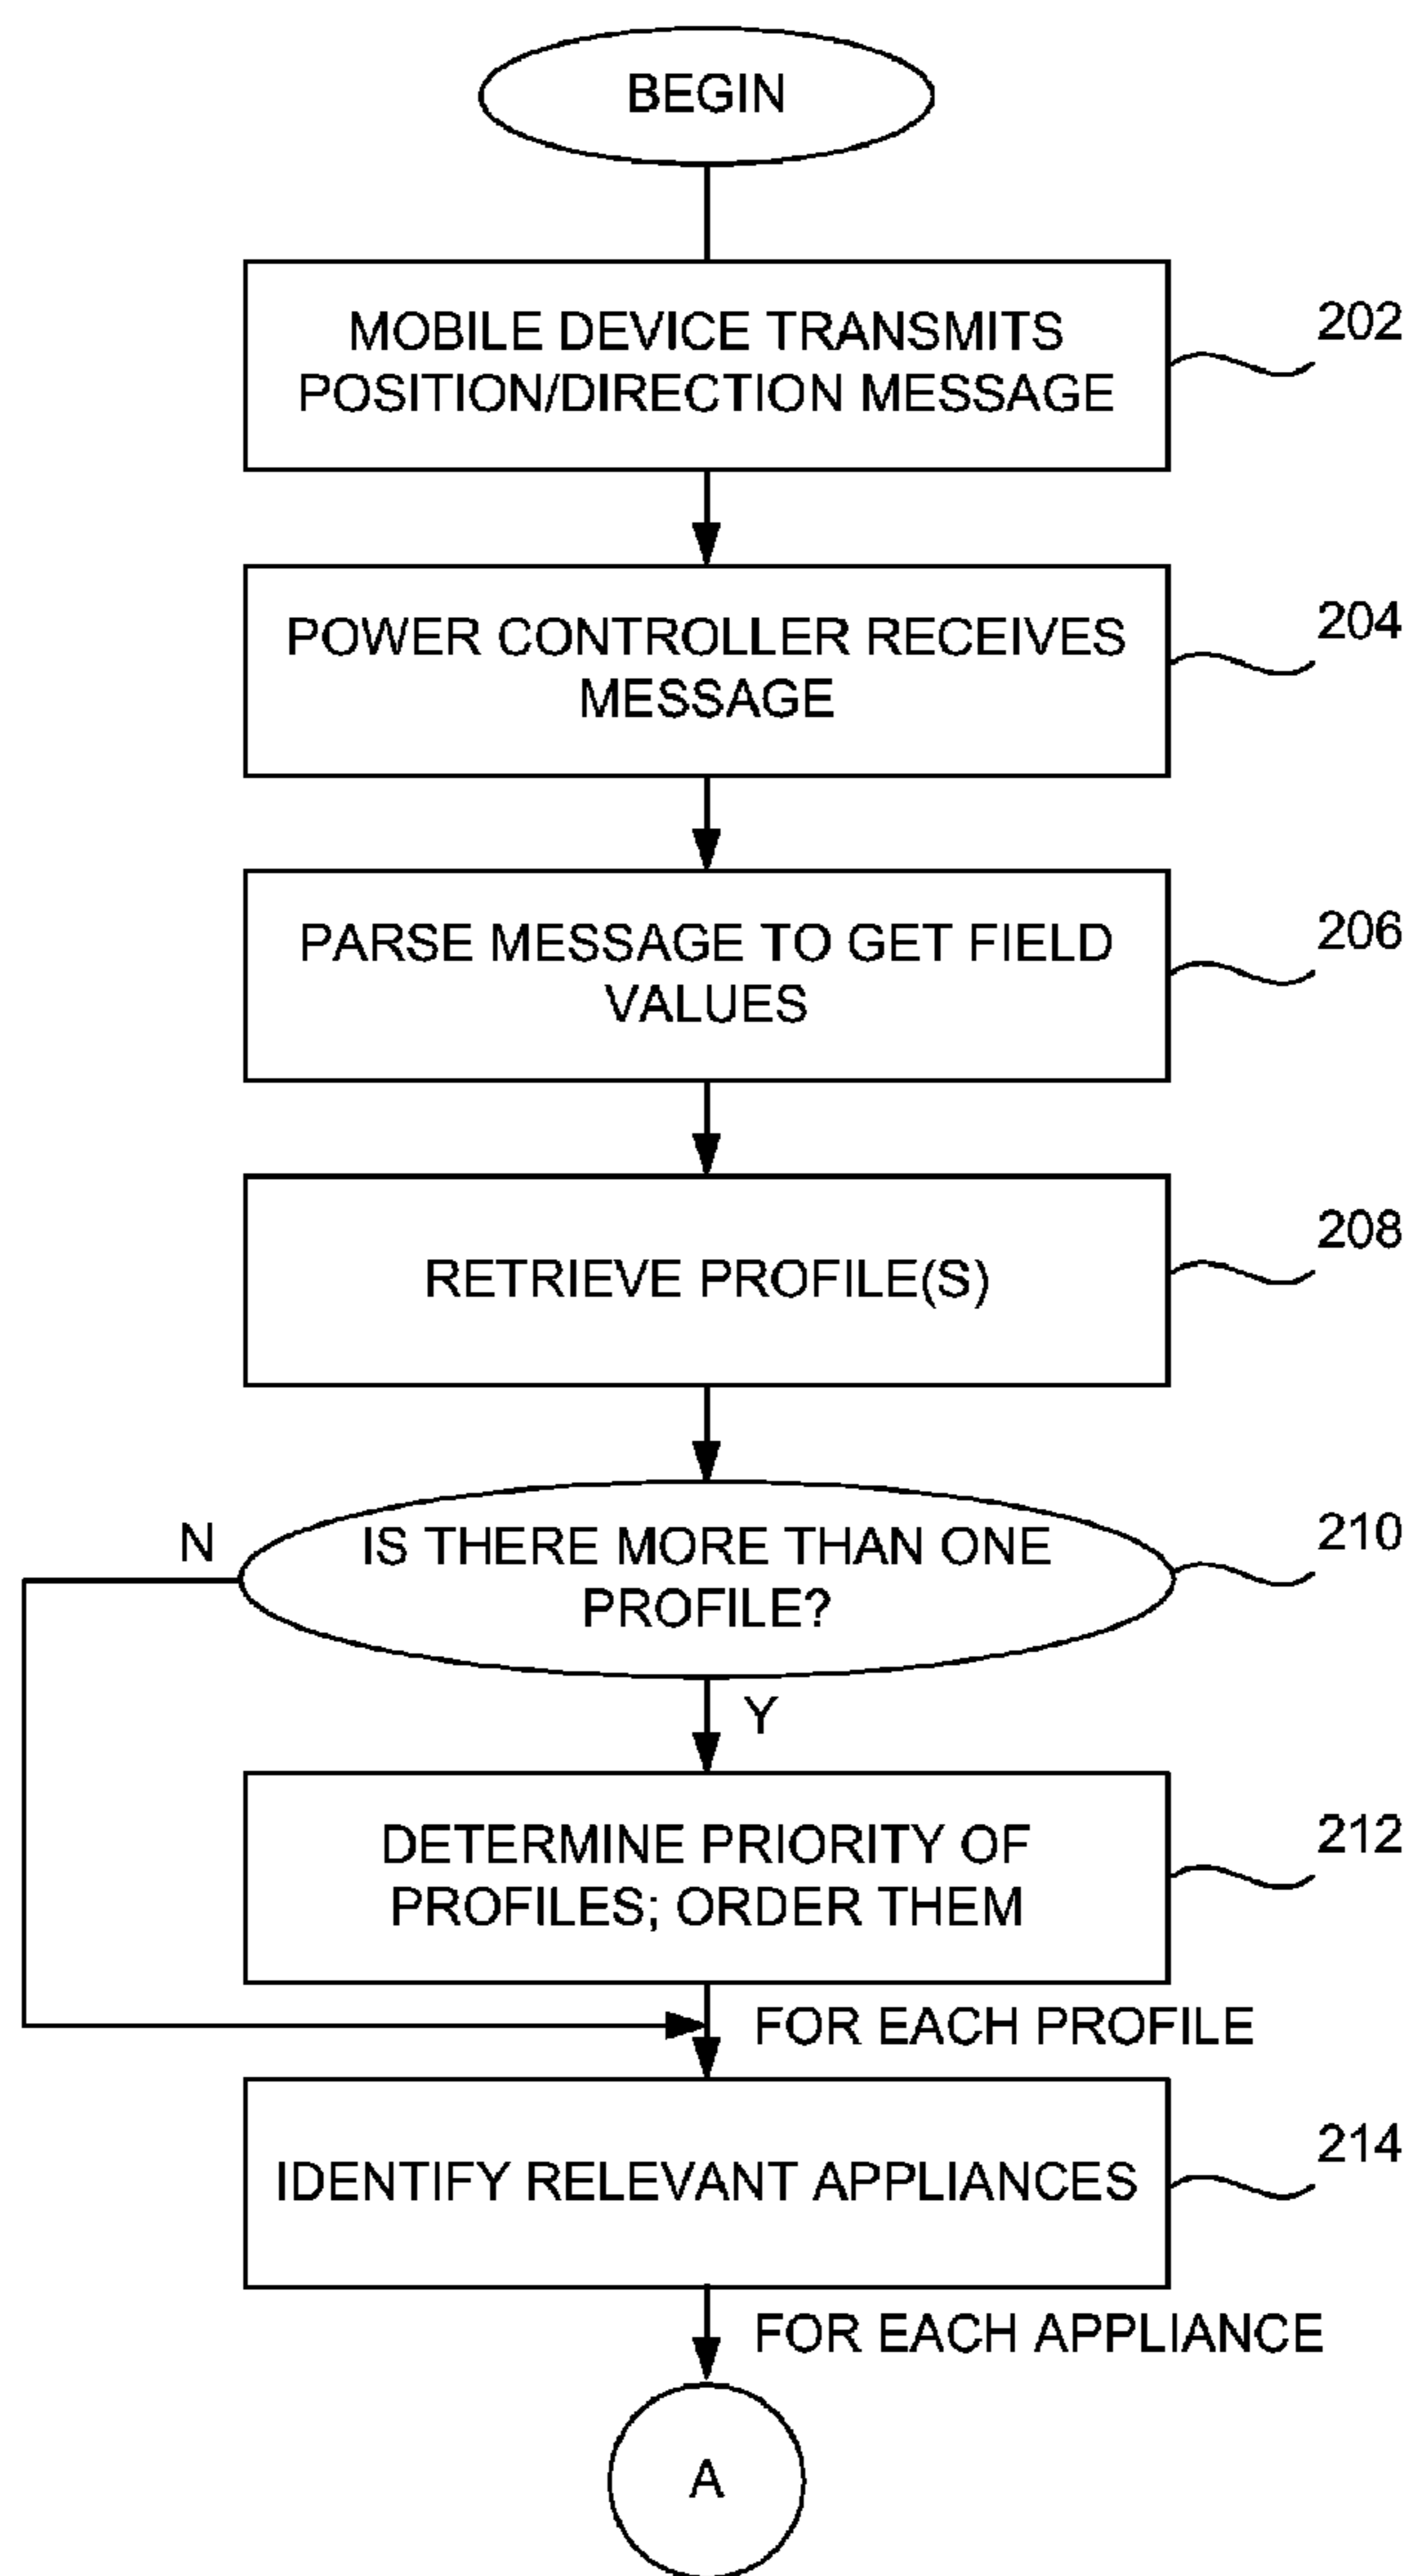 BEGIN
MOBILE DEVICE TRANSMITS
POSITION/DIRECTION MESSAGE
202
POWER CONTROLLER RECEIVES
MESSAGE
204
PARSE MESSAGE TO GET FIELD
VALUES
206
RETRIEVE PROFILE(S)
208
N
IS THERE MORE THAN ONE
PROFILE?
210
Y
DETERMINE PRIORITY OF
PROFILES; ORDER THEM
212
FOR EACH PROFILE
IDENTIFY RELEVANT APPLIANCES
214
FOR EACH APPLIANCE
A